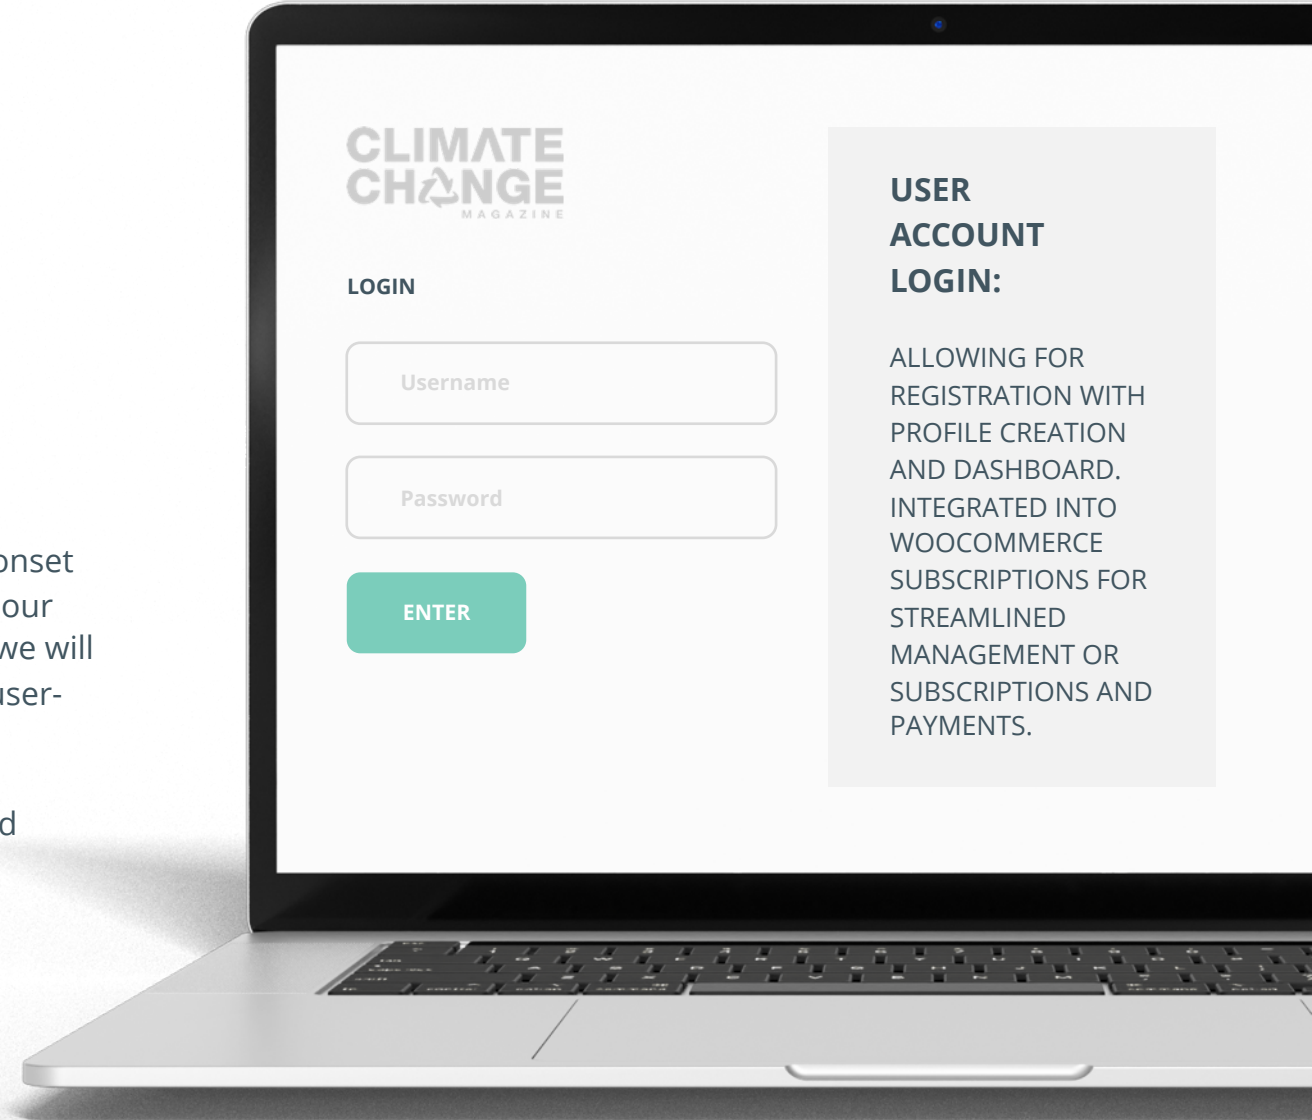 onset
our
we will
user-
d
CLIMATE
CHANGE
MAGAZINE
LOGIN
Username
Password
ENTER
USER
ACCOUNT
LOGIN:
ALLOWING FOR
REGISTRATION WITH
PROFILE CREATION
AND DASHBOARD.
INTEGRATED INTO
WOOCOMMERCE
SUBSCRIPTIONS FOR
STREAMLINED
MANAGEMENT OR
SUBSCRIPTIONS AND
PAYMENTS.